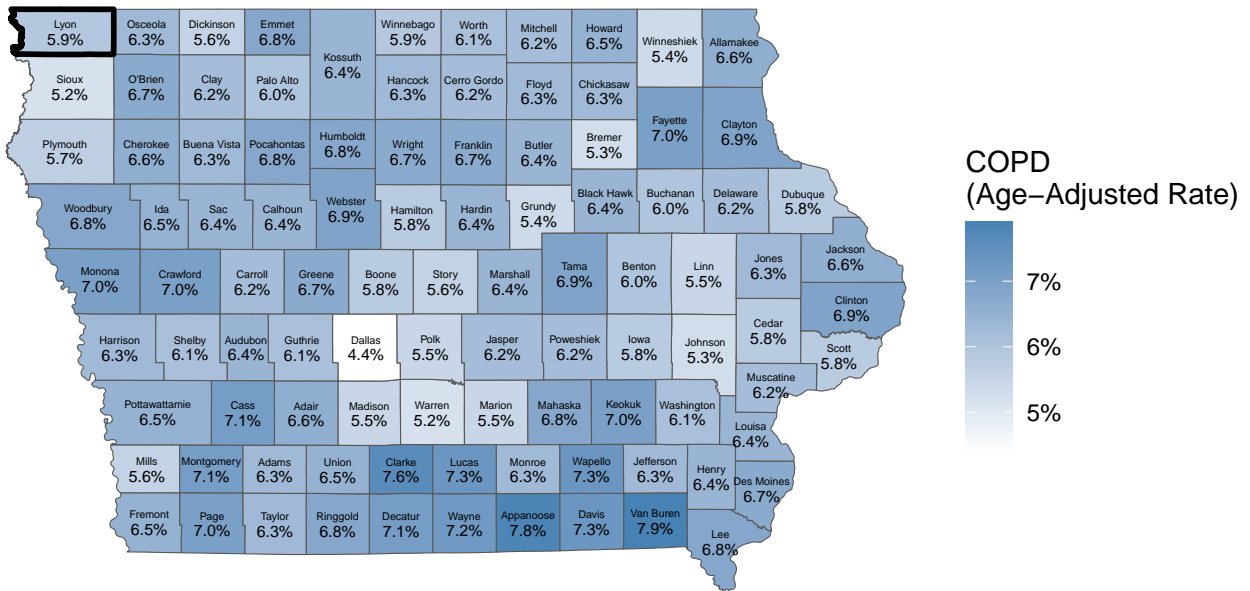 Lyon
5.9%
Osceola
6.3%
Dickinson
5.6%
Emmet
6.8%
Kossuth
6.4%
Winnebago
5.9%
Worth
6.1%
Mitchell
6.2%
Howard
6.5%
Winneshiek
5.4%
Allamakee
6.6%
Sioux
5.2%
O'Brien
6.7%
Clay
6.2%
Palo Alto
6.0%
Hancock
6.3%
Cerro Gordo
6.2%
Floyd
6.3%
Chickasaw
6.3%
Plymouth
5.7%
Cherokee
6.6%
Buena Vista
6.3%
Pocahontas
6.8%
Humboldt
6.8%
Wright
6.7%
Franklin
6.7%
Butler
6.4%
Bremer
5.3%
Fayette
7.0%
Clayton
6.9%
Woodbury
6.8%
Ida
6.5%
Sac
6.4%
Calhoun
6.4%
Webster
6.9%
Hamilton
5.8%
Hardin
6.4%
Grundy
5.4%
Black Hawk
6.4%
Buchanan
6.0%
Delaware
6.2%
Dubuque
5.8%
Monona
7.0%
Crawford
7.0%
Carroll
6.2%
Greene
6.7%
Boone
5.8%
Story
5.6%
Marshall
6.4%
Tama
6.9%
Benton
6.0%
Linn
5.5%
Jones
6.3%
Jackson
6.6%
Clinton
6.9%
Harrison
6.3%
Shelby
6.1%
Audubon
6.4%
Guthrie
6.1%
Dallas
4.4%
Polk
5.5%
Jasper
6.2%
Poweshiek
6.2%
Iowa
5.8%
Johnson
5.3%
Cedar
5.8%
Scott
5.8%
Muscatine
6.2%
Pottawattamie
6.5%
Cass
7.1%
Adair
6.6%
Madison
5.5%
Warren
5.2%
Marion
5.5%
Mahaska
6.8%
Keokuk
7.0%
Washington
6.1%
Louisa
6.4%
Mills
5.6%
Montgomery
7.1%
Adams
6.3%
Union
6.5%
Clarke
7.6%
Lucas
7.3%
Monroe
6.3%
Wapello
7.3%
Jefferson
6.3%
Henry
6.4%
Des Moines
6.7%
Fremont
6.5%
Page
7.0%
Taylor
6.3%
Ringgold
6.8%
Decatur
7.1%
Wayne
7.2%
Appanoose
7.8%
Davis
7.3%
Van Buren
7.9%
Lee
6.8%
COPD
(Age−Adjusted Rate)
7%
6%
5%